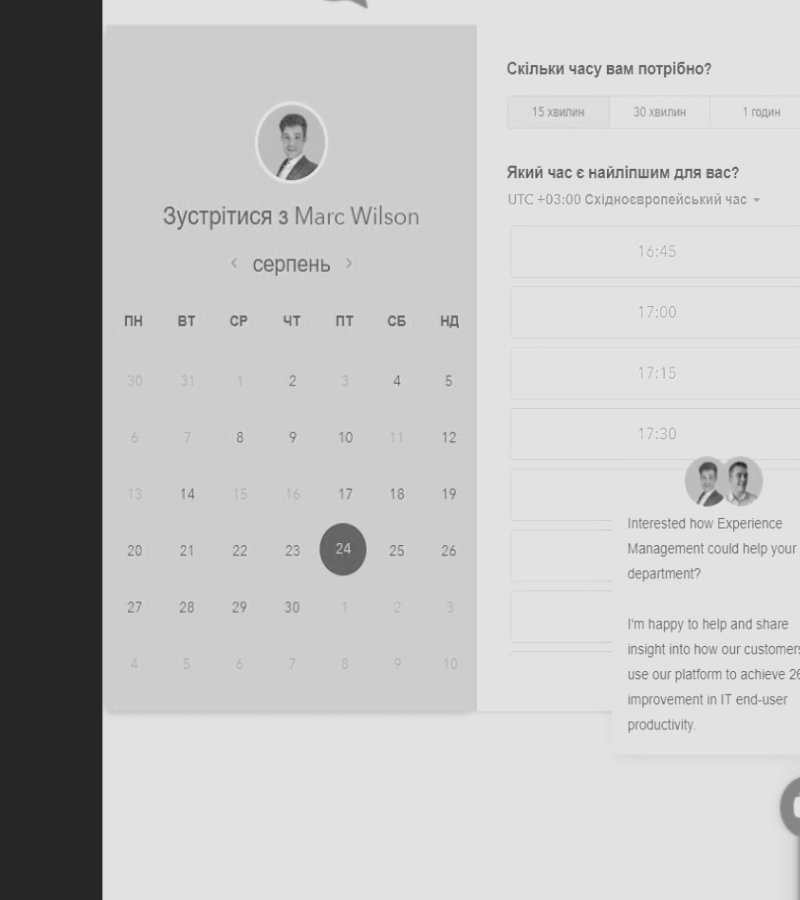 Зустрітися з Marc Wilson
серпень
ПН ВТ СР ЧТ ПТ СБ НД
30 31 1 2 3 4 5
6 7 8 9 10 11 12
13 14 15 16 17 18 19
20 21 22 23 24 25 26
27 28 29 30 1 2 3
4 5 6 7 8 9 10
Скільки часу вам потрібно?
15 хвилин 30 хвилин 1 годин
Який час є найліпшим для вас?
UTC +03:00 Східноєвропейський час
16:45
17:00
17:15
17:30
Interested how Experience
Management could help your
department?
I'm happy to help and share
insight into how our customers
use our platform to achieve 26
improvement in IT end-user
productivity.